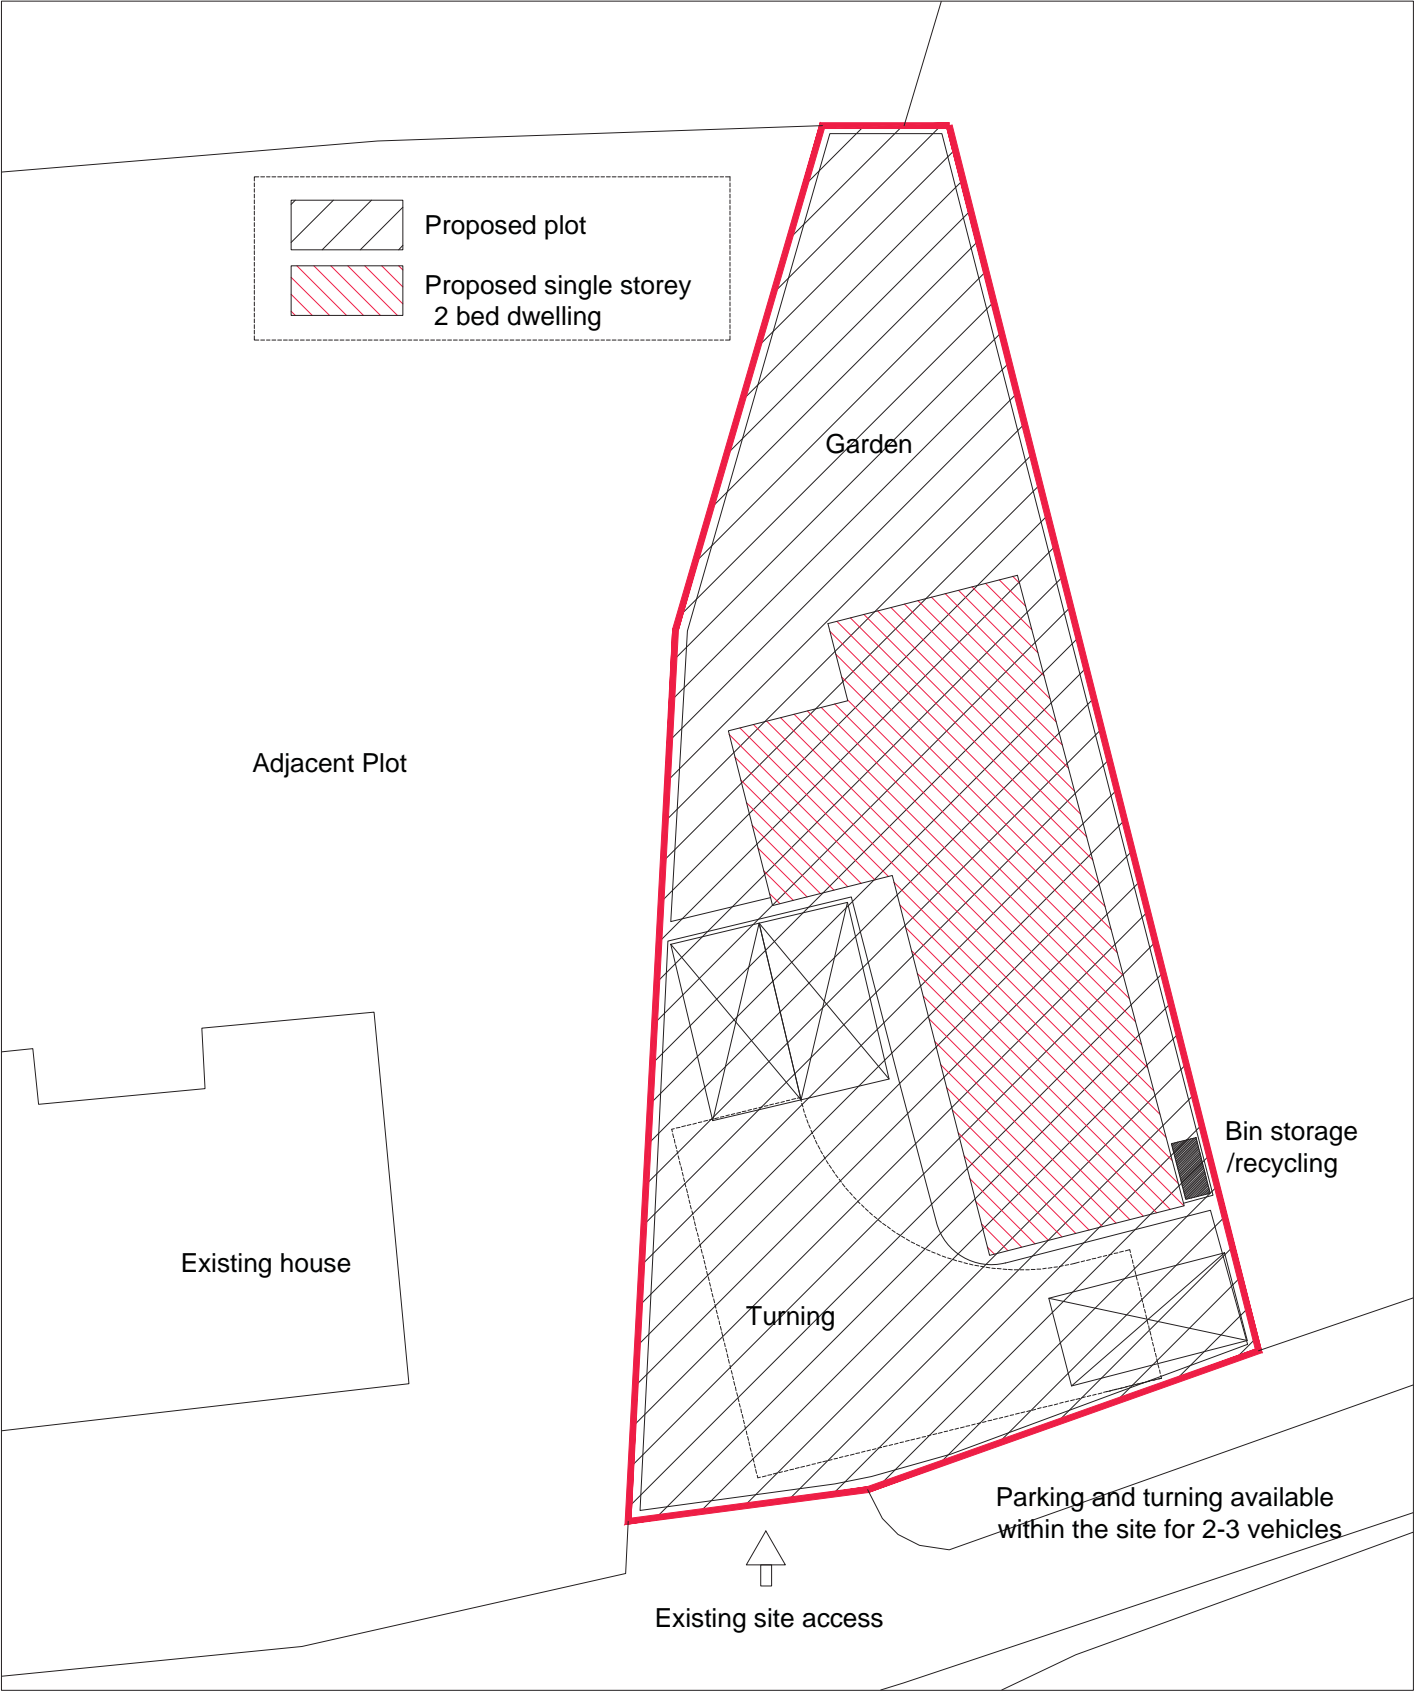 Proposed plot
Proposed single storey
2 bed dwelling
Garden
Adjacent Plot
Bin storage
/recycling
Existing house
Turning
Parking and turning available
within the site for 2-3 vehicles
Existing site access